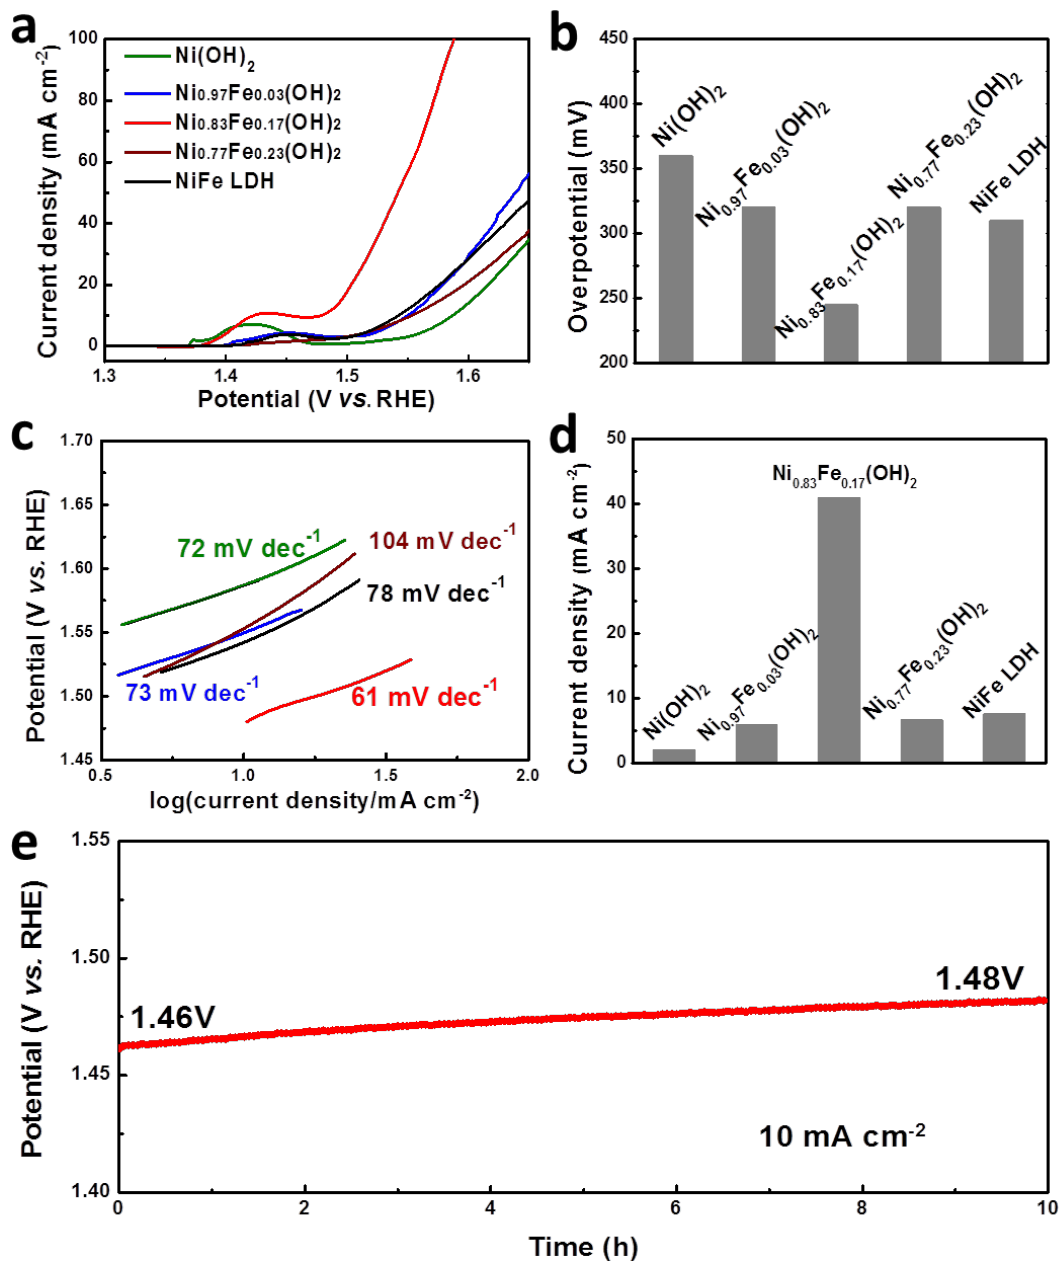 a
100
80
60
40
20
0
Current density (mA cm⁻²)
Ni(OH)₂
Ni₀.₉₇Fe₀.₀₃(OH)₂
Ni₀.₈₃Fe₀.₁₇(OH)₂
Ni₀.₇₇Fe₀.₂₃(OH)₂
NiFe LDH
1.3 1.4 1.5 1.6
Potential (V vs. RHE)
b
450
400
350
300
250
200
Overpotential (mV)
Ni(OH)₂
Ni₀.₉₇Fe₀.₀₃(OH)₂
Ni₀.₈₃Fe₀.₁₇(OH)₂
Ni₀.₇₇Fe₀.₂₃(OH)₂
NiFe LDH
c
1.70
1.65
1.60
1.55
1.50
1.45
Potential (V vs. RHE)
72 mV dec⁻¹
104 mV dec⁻¹
78 mV dec⁻¹
73 mV dec⁻¹
61 mV dec⁻¹
0.5 1.0 1.5 2.0
log(current density/mA cm⁻²)
d
50
40
30
20
10
0
Current density (mA cm⁻²)
Ni(OH)₂
Ni₀.₉₇Fe₀.₀₃(OH)₂
Ni₀.₈₃Fe₀.₁₇(OH)₂
Ni₀.₇₇Fe₀.₂₃(OH)₂
NiFe LDH
e
1.55
1.50
1.45
1.40
Potential (V vs. RHE)
1.46V
1.48V
10 mA cm⁻²
0 2 4 6 8 10
Time (h)